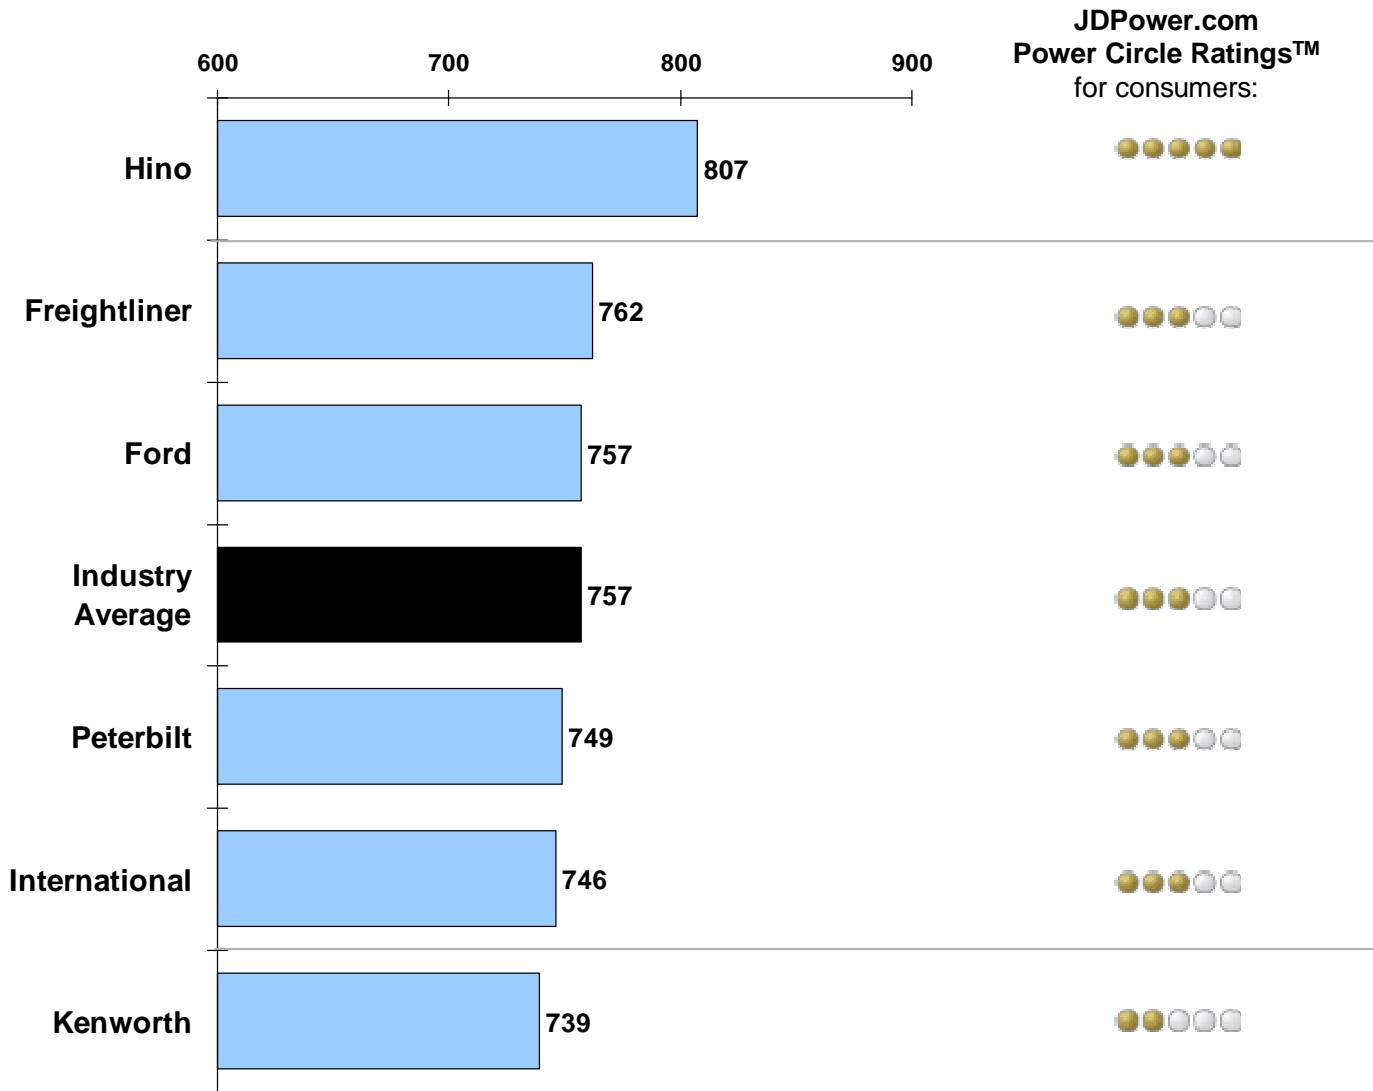 JDPower.com
Power Circle Ratings™
for consumers:
600 700 800 900
Hino 807
Freightliner 762
Ford 757
Industry
Average 757
Peterbilt 749
International 746
Kenworth 739